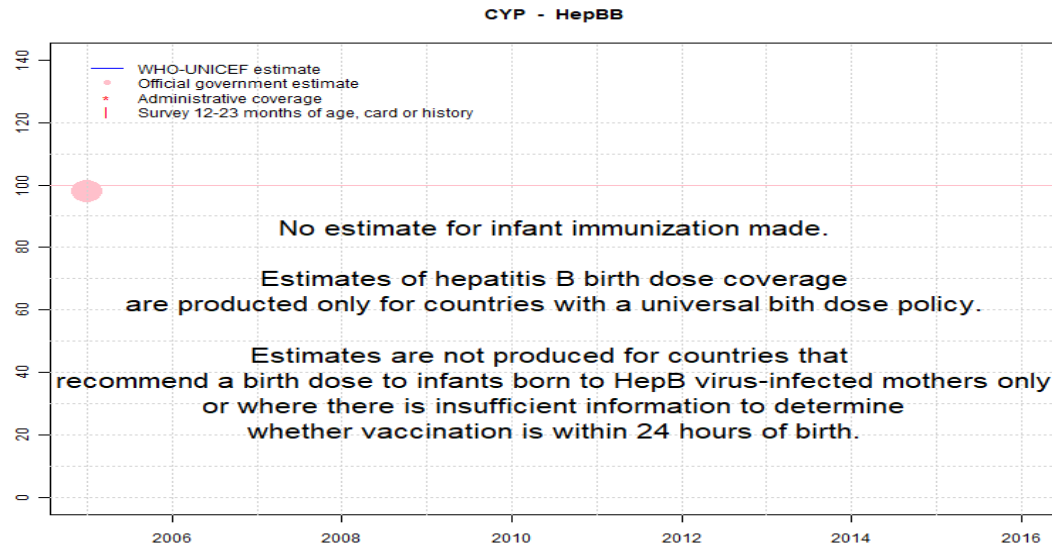 CYP - HepBB
WHO-UNICEF estimate
Official government estimate
Administrative coverage
Survey 12-23 months of age, card or history
No estimate for infant immunization made.
Estimates of hepatitis B birth dose coverage
are producted only for countries with a universal bith dose policy.
Estimates are not produced for countries that
recommend a birth dose to infants born to HepB virus-infected mothers only
or where there is insufficient information to determine
whether vaccination is within 24 hours of birth.
140
120
100
80
60
40
20
0
2006 2008 2010 2012 2014 2016